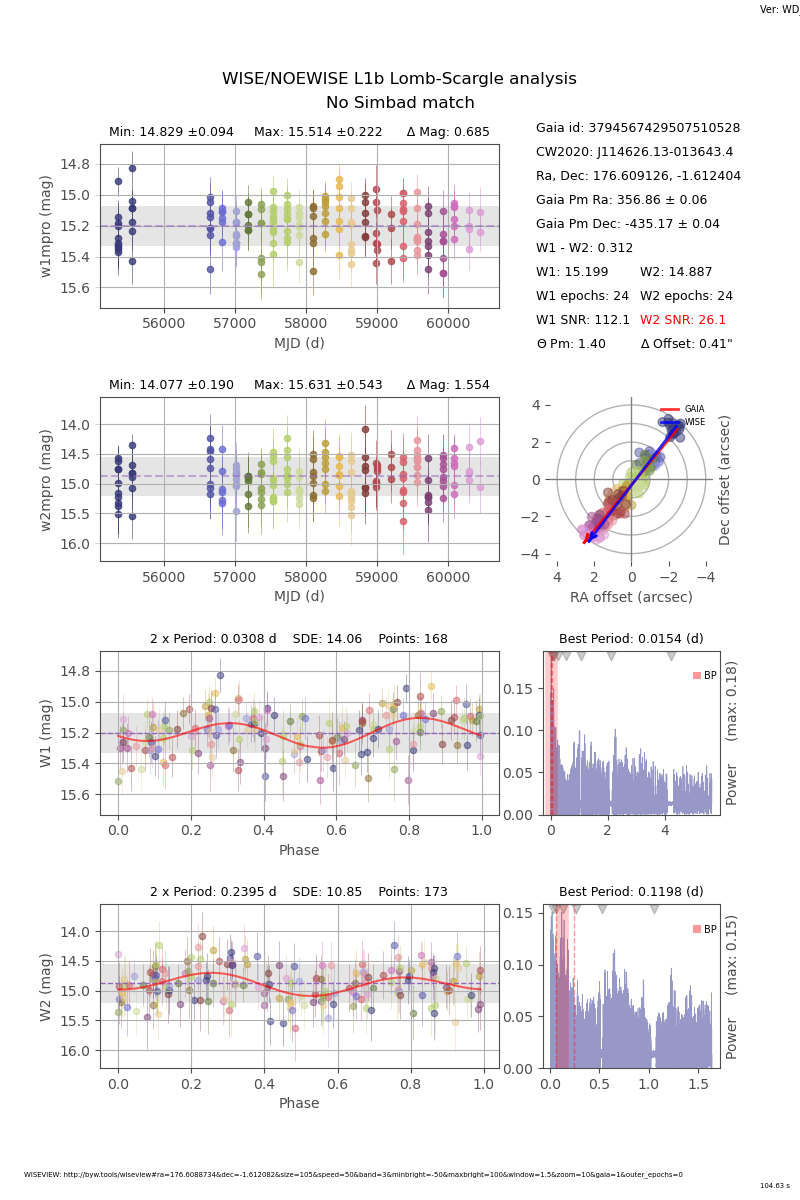 Ver: WD_
WISE/NOEWISE L1b Lomb-Scargle analysis
No Simbad match
Min: 14.829 ±0.094 Max: 15.514 ±0.222 Δ Mag: 0.685
14.8
15.0
15.2
15.4
15.6
w1mpro (mag)
56000 57000 58000 59000 60000
MJD (d)
Gaia id: 3794567429507510528
CW2020: J114626.13-013643.4
Ra, Dec: 176.609126, -1.612404
Gaia Pm Ra: 356.86 ± 0.06
Gaia Pm Dec: -435.17 ± 0.04
W1 - W2: 0.312
W1: 15.199 W2: 14.887
W1 epochs: 24 W2 epochs: 24
W1 SNR: 112.1 W2 SNR: 26.1
Θ Pm: 1.40 Δ Offset: 0.41"
Min: 14.077 ±0.190 Max: 15.631 ±0.543 Δ Mag: 1.554
14.0
14.5
15.0
15.5
16.0
w2mpro (mag)
56000 57000 58000 59000 60000
MJD (d)
GAIA
WISE
4
2
0
−2
−4
4 2 0 −2 −4
RA offset (arcsec)
Dec offset (arcsec)
2 x Period: 0.0308 d SDE: 14.06 Points: 168
14.8
15.0
15.2
15.4
15.6
W1 (mag)
0.0 0.2 0.4 0.6 0.8 1.0
Phase
Best Period: 0.0154 (d)
BP
0.15
0.10
0.05
0.00
0 2 4
Power (max: 0.18)
2 x Period: 0.2395 d SDE: 10.85 Points: 173
14.0
14.5
15.0
15.5
16.0
W2 (mag)
0.0 0.2 0.4 0.6 0.8 1.0
Phase
Best Period: 0.1198 (d)
BP
0.15
0.10
0.05
0.00
0.0 0.5 1.0 1.5
Power (max: 0.15)
WISEVIEW: http://byw.tools/wiseview#ra=176.6088734&dec=-1.612082&size=105&speed=50&band=3&minbright=-50&maxbright=100&window=1.5&zoom=10&gaia=1&outer_epochs=0
104.63 s